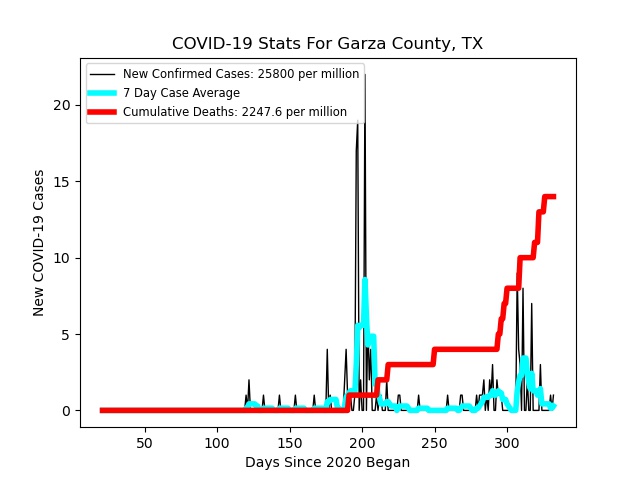 COVID-19 Stats For Garza County, TX
New Confirmed Cases: 25800 per million
7 Day Case Average
Cumulative Deaths: 2247.6 per million
New COVID-19 Cases
20
15
10
5
0
50
100
150
200
250
300
Days Since 2020 Began